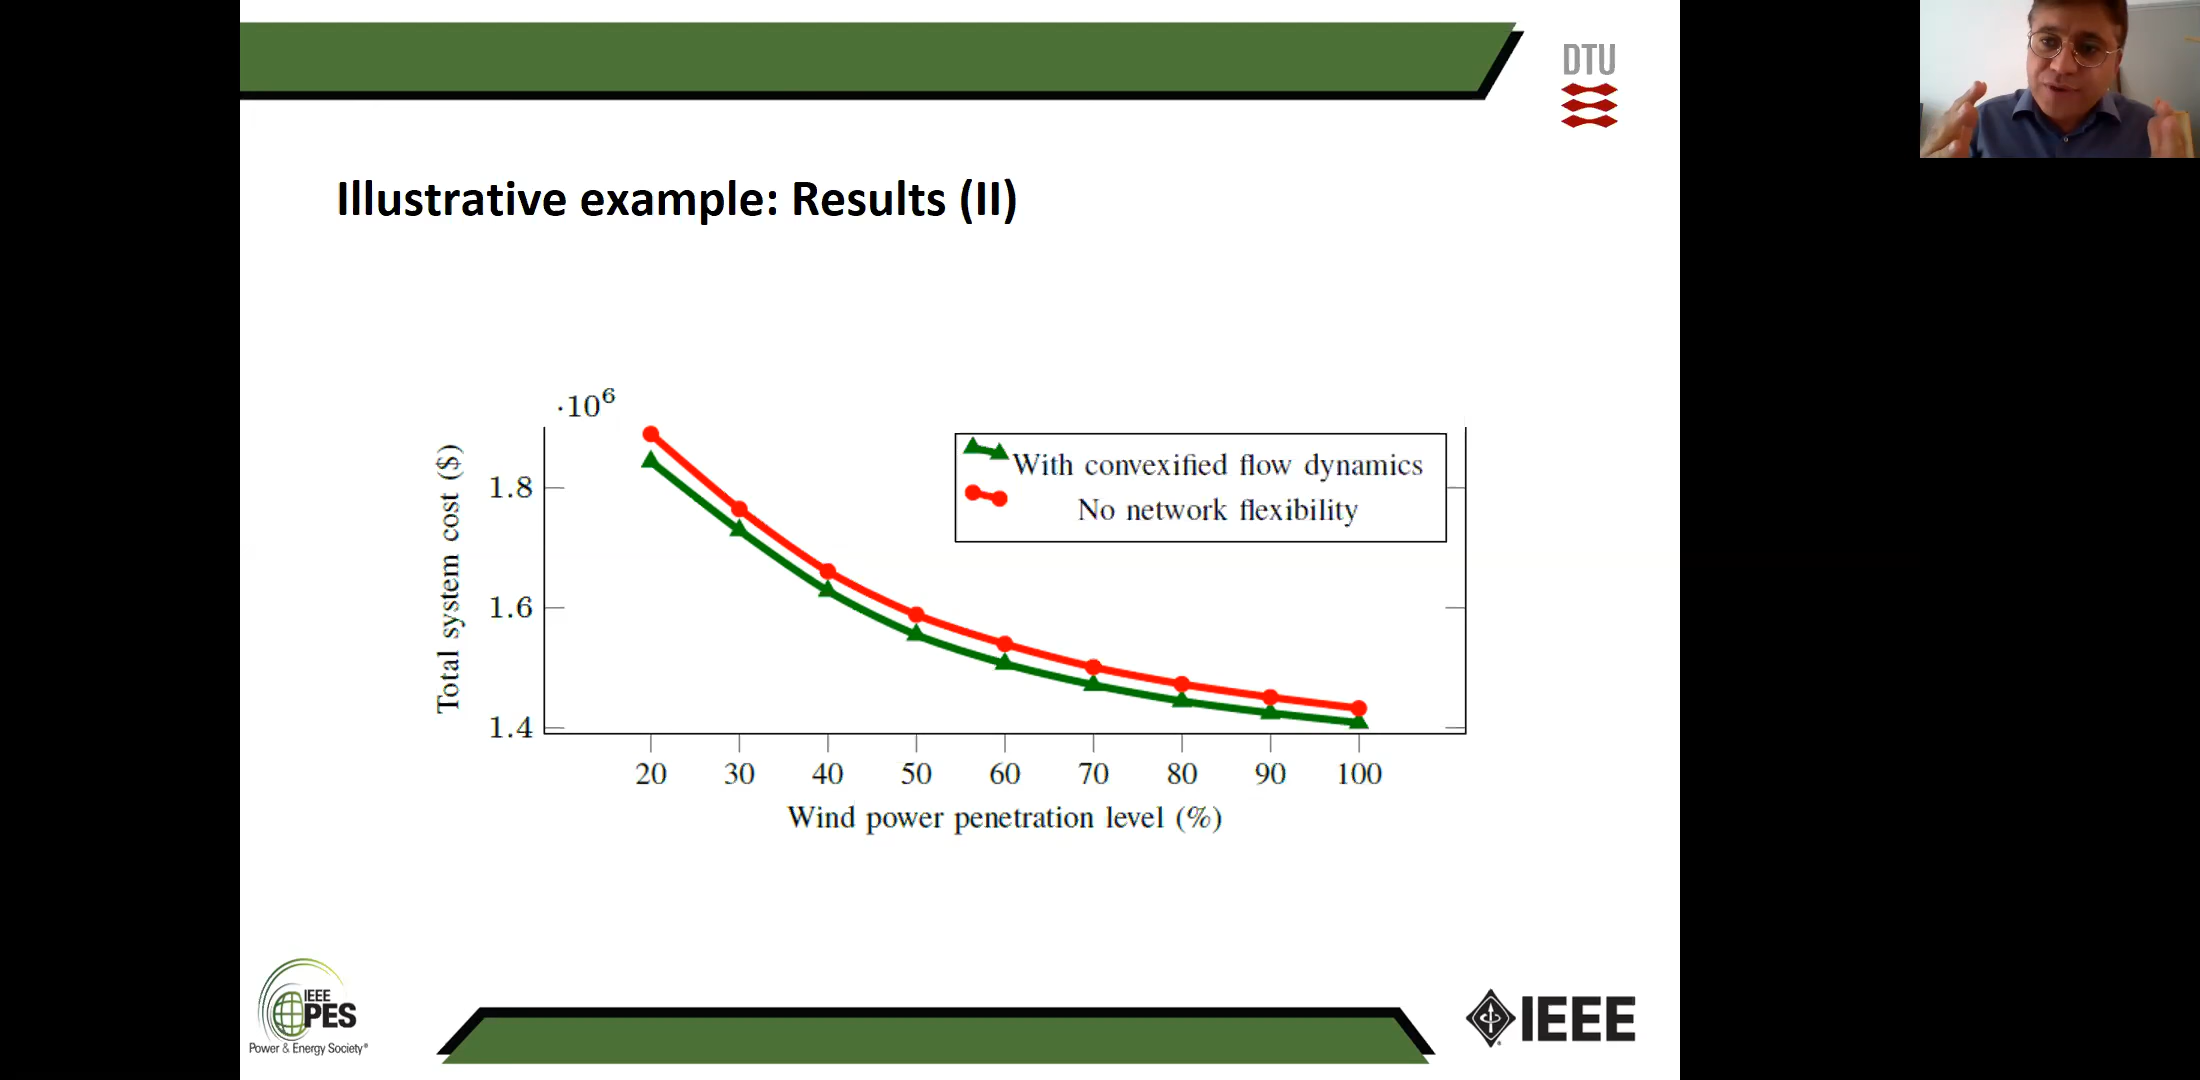 DTU
Illustrative example: Results (II)
·10⁶
Total system cost ($)
1.8
1.6
1.4
With convexified flow dynamics
No network flexibility
20 30 40 50 60 70 80 90 100
Wind power penetration level (%)
IEEE
PES
Power & Energy Society®
IEEE